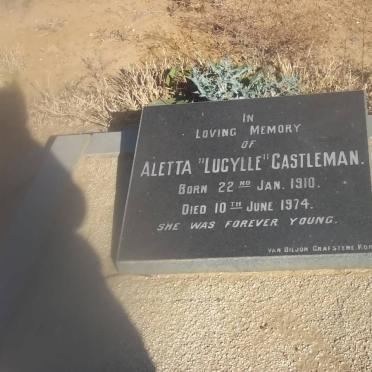 IN
LOVING MEMORY
OF
ALETTA "LUCYLLE" CASTLEMAN.
BORN 22ND JAN. 1910.
DIED 10TH JUNE 1974.
SHE WAS FOREVER YOUNG.
VAN BILJON GRAFSTENE